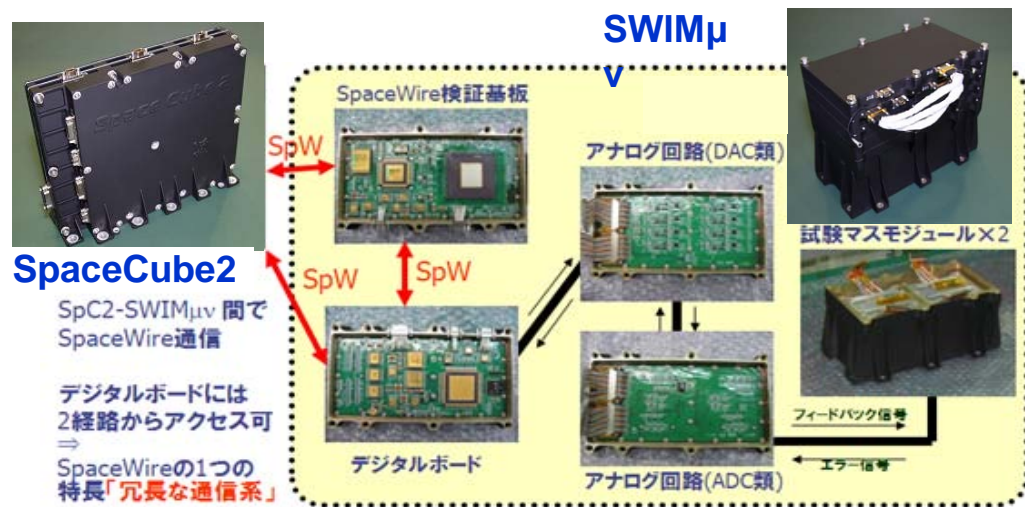 SWIMμ
ν
SpaceWire検証基板
Space Cube 2
SpW
アナログ回路(DAC類)
試験マスモジュール×2
SpaceCube2
SpW
SpW
SpC2-SWIMμν 間で
SpaceWire通信
デジタルボードには
2経路からアクセス可
⇒
SpaceWireの1つの
特長「冗長な通信系」
デジタルボード
フィードバック信号
エラー信号
アナログ回路(ADC類)